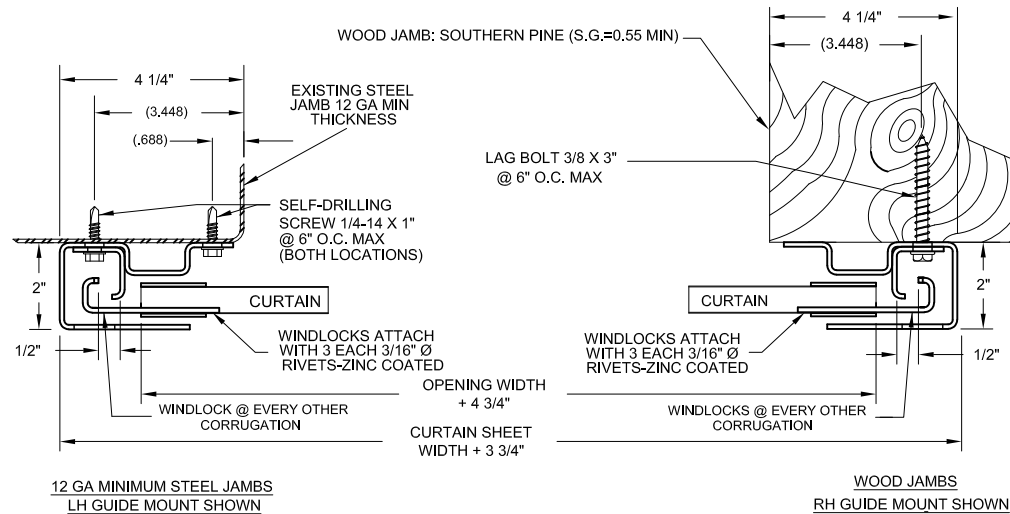 4 1/4"
(3.448)
(.688)
EXISTING STEEL
JAMB 12 GA MIN
THICKNESS
SELF-DRILLING
SCREW 1/4-14 X 1"
@ 6" O.C. MAX
(BOTH LOCATIONS)
2"
CURTAIN
1/2"
WINDLOCKS ATTACH
WITH 3 EACH 3/16" Ø
RIVETS-ZINC COATED
WINDLOCK @ EVERY OTHER
CORRUGATION
OPENING WIDTH
+ 4 3/4"
CURTAIN SHEET
WIDTH + 3 3/4"
12 GA MINIMUM STEEL JAMBS
LH GUIDE MOUNT SHOWN
WOOD JAMB: SOUTHERN PINE (S.G.=0.55 MIN)
4 1/4"
(3.448)
LAG BOLT 3/8 X 3"
@ 6" O.C. MAX
2"
CURTAIN
WINDLOCKS ATTACH
WITH 3 EACH 3/16" Ø
RIVETS-ZINC COATED
1/2"
WINDLOCKS @ EVERY OTHER
CORRUGATION
WOOD JAMBS
RH GUIDE MOUNT SHOWN